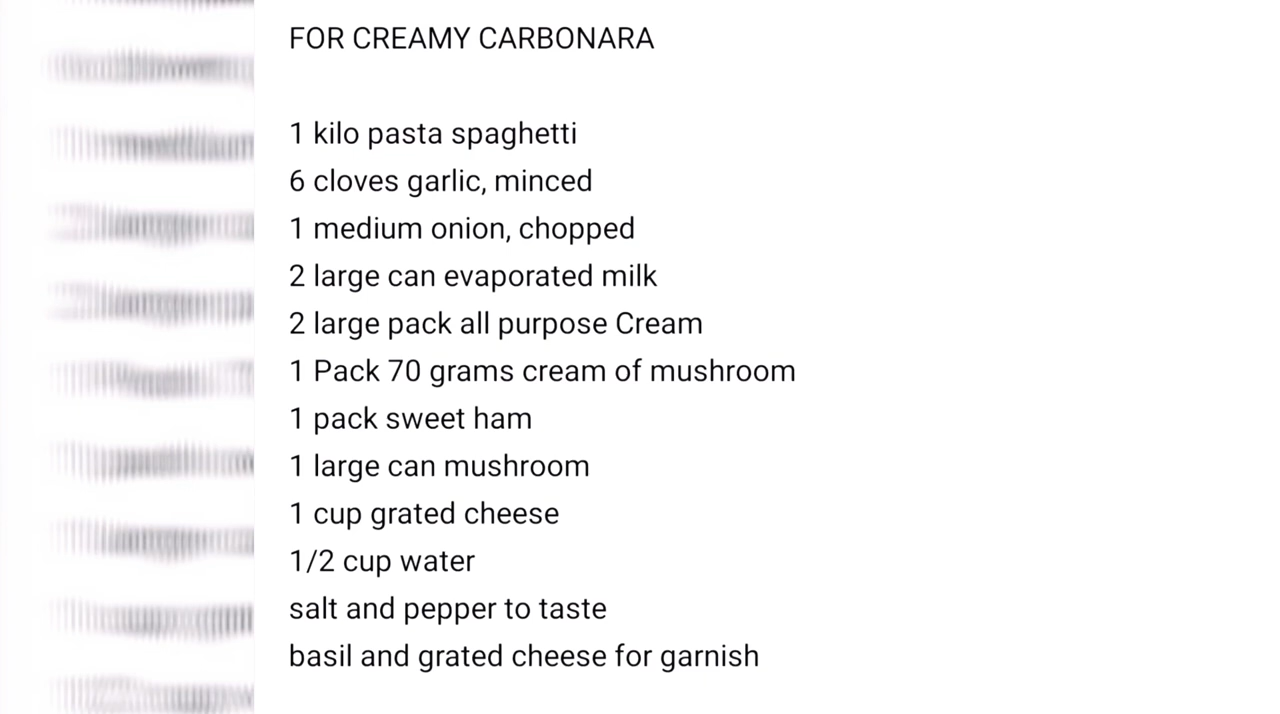 FOR CREAMY CARBONARA
1 kilo pasta spaghetti
6 cloves garlic, minced
1 medium onion, chopped
2 large can evaporated milk
2 large pack all purpose Cream
1 Pack 70 grams cream of mushroom
1 pack sweet ham
1 large can mushroom
1 cup grated cheese
1/2 cup water
salt and pepper to taste
basil and grated cheese for garnish